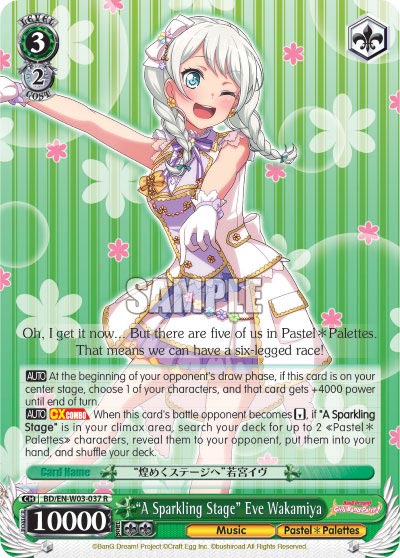 LEVEL
3
2
COST
SAMPLE
Oh, I get it now... But there are five of us in Pastel＊Palettes.
That means we can have a six-legged race!
AUTO At the beginning of your opponent's draw phase, if this card is on your
center stage, choose 1 of your characters, and that card gets +4000 power
until end of turn.
AUTO CXCOMBO When this card's battle opponent becomes [•], if "A Sparkling
Stage" is in your climax area, search your deck for up to 2 «Pastel＊
Palettes» characters, reveal them to your opponent, put them into your
hand, and shuffle your deck.
Card Name
“煌めくステージへ”若宮イヴ
CH BD/EN-W03-037 R
POWER 10000
“A Sparkling Stage” Eve Wakamiya
Music
Pastel＊Palettes
©BanG Dream! Project ©Craft Egg Inc. ©bushiroad All Rights Reserved.